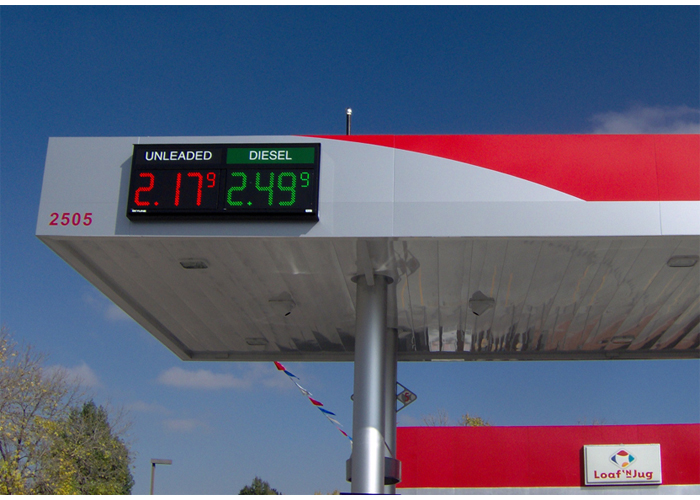 UNLEADED DIESEL
2.17 9 2.49 9
2505
Loaf 'N Jug